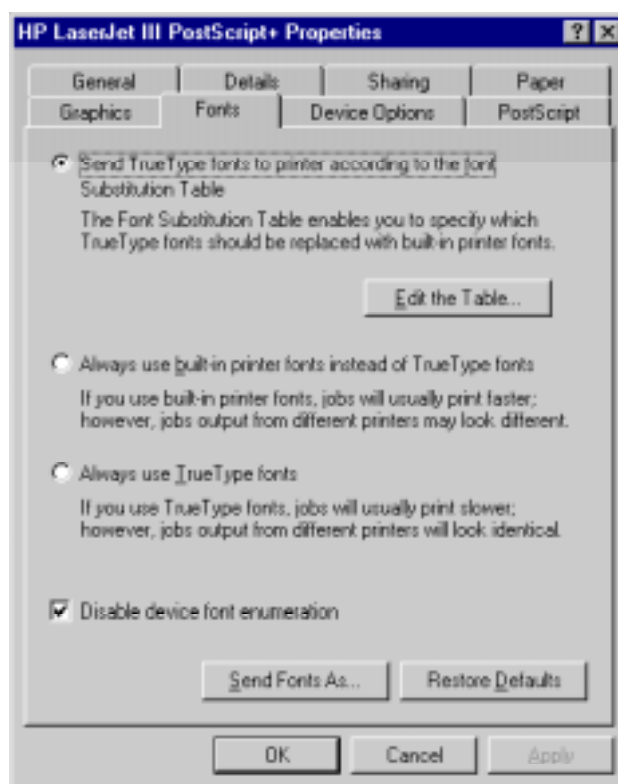 HP LaserJet III PostScript+ Properties
General Details Sharing Paper
Graphics Fonts Device Options PostScript
Send TrueType fonts to printer according to the font
Substitution Table
The Font Substitution Table enables you to specify which
TrueType fonts should be replaced with built-in printer fonts.
Edit the Table...
Always use built-in printer fonts instead of TrueType fonts
If you use built-in printer fonts, jobs will usually print faster;
however, jobs output from different printers may look different.
Always use TrueType fonts
If you use TrueType fonts, jobs will usually print slower;
however, jobs output from different printers will look identical.
Disable device font enumeration
Send Fonts As... Restore Defaults
OK Cancel Apply